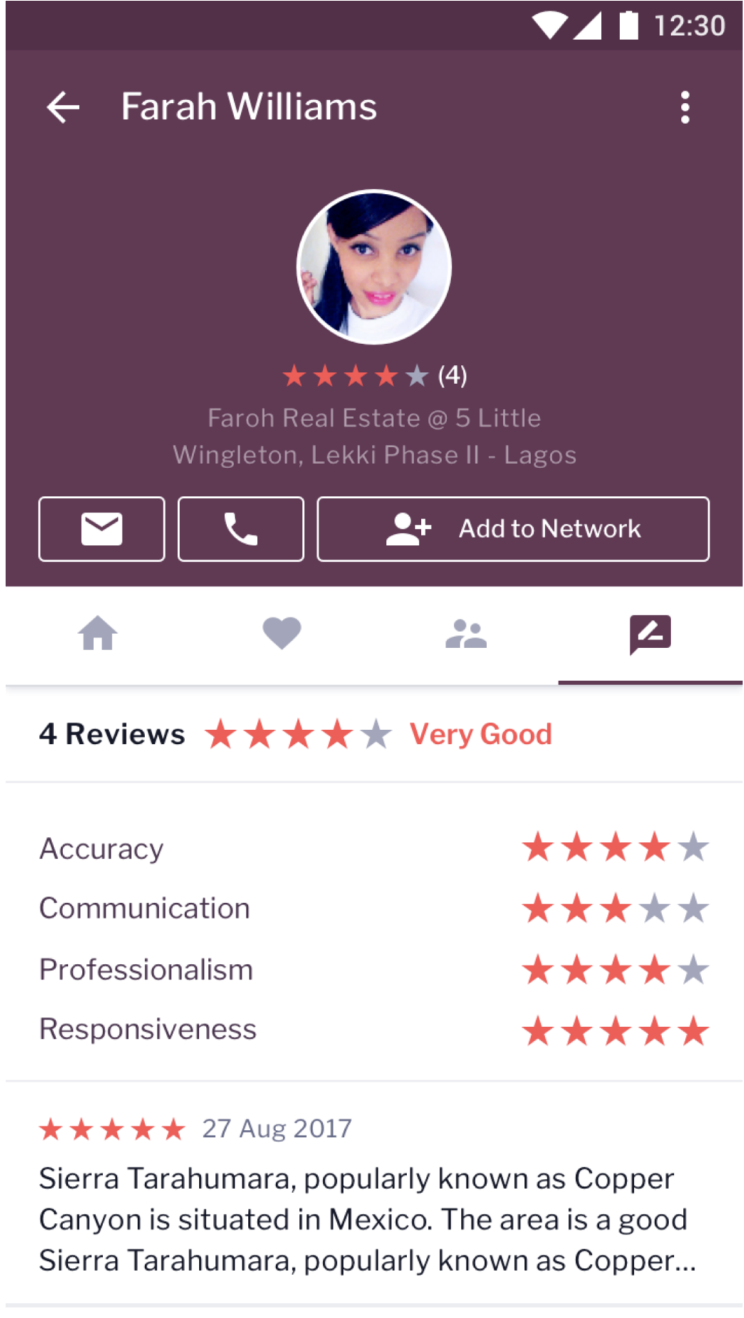 12:30
Farah Williams
(4)
Faroh Real Estate @ 5 Little
Wingleton, Lekki Phase II - Lagos
Add to Network
4 Reviews Very Good
Accuracy
Communication
Professionalism
Responsiveness
27 Aug 2017
Sierra Tarahumara, popularly known as Copper
Canyon is situated in Mexico. The area is a good
Sierra Tarahumara, popularly known as Copper...